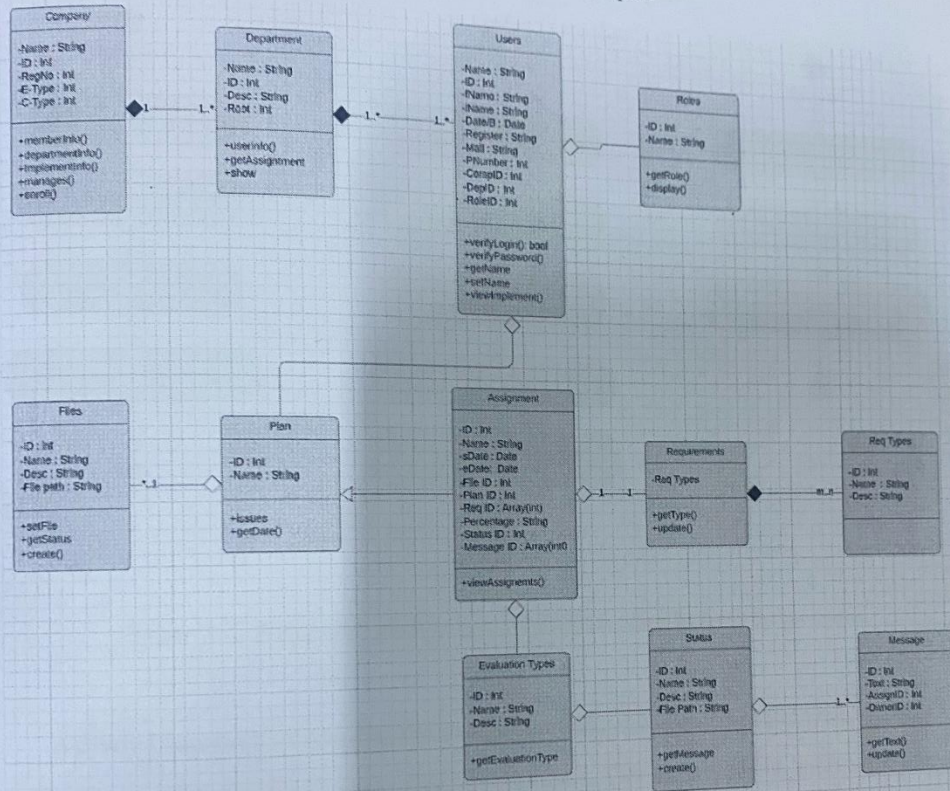 Company
-Name : String
-ID : Int
-RegNo : Int
-E-Type : Int
-C-Type : Int
+memberInfo()
+departmentInfo()
+implementInfo()
+manages()
+enroll()
1
1..*
Department
-Name : String
-ID : Int
-Desc : String
-Root : Int
+userinfo()
+getAssigntment
+show
1..*
1..*
Users
-Name : String
-ID : Int
-fName : String
-lName : String
-Date/B : Date
-Register : String
-Mail : String
-PNumber : Int
-CompID : Int
-DepID : Int
-RoleID : Int
+verifyLogin(): bool
+verifyPassword()
+getName
+setName
+viewImplement()
Roles
-ID : Int
-Name : String
+getRole()
+display()
Files
-ID : Int
-Name : String
-Desc : String
-File path : String
+setFile
+getStatus
+create()
Plan
-ID : Int
-Name : String
+issues
+getDate()
Assignment
-ID : Int
-Name : String
-sDate : Date
-eDate: Date
-File ID : Int
-Plan ID : Int
-Req ID : Array(int)
-Percentage : String
-Status ID : Int
-Message ID : Array(int0
+viewAssignemts()
1
1
Requirements
-Req Types
+getType()
+update()
Req Types
-ID : Int
-Name : String
-Desc : String
Evaluation Types
-ID : Int
-Name : String
-Desc : String
+getEvaluationType
Status
-ID : Int
-Name : String
-Desc : String
-File Path : String
+getMessage
+create()
1..*
Message
-ID : Int
-Text : String
-AssignID : Int
-OwnerID : Int
+getText()
+update()